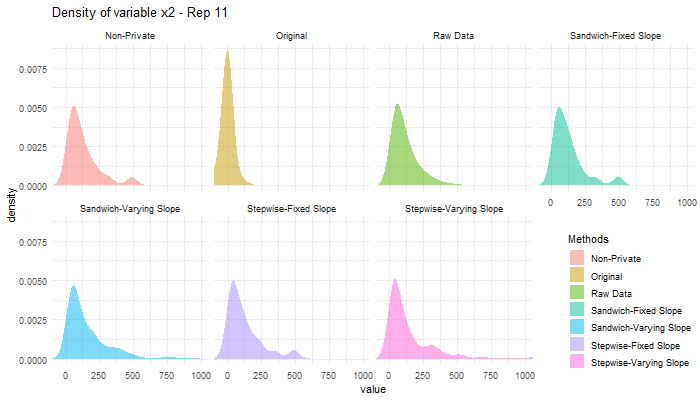 Density of variable x2 - Rep 11
Non-Private
Original
Raw Data
Sandwich-Fixed Slope
0.0075
0.0050
0.0025
0.0000
0 250 500 750 1000
Sandwich-Varying Slope
Stepwise-Fixed Slope
Stepwise-Varying Slope
0.0075
0.0050
0.0025
0.0000
0 250 500 750 1000
0 250 500 750 1000
0 250 500 750 1000
density
value
Methods
Non-Private
Original
Raw Data
Sandwich-Fixed Slope
Sandwich-Varying Slope
Stepwise-Fixed Slope
Stepwise-Varying Slope